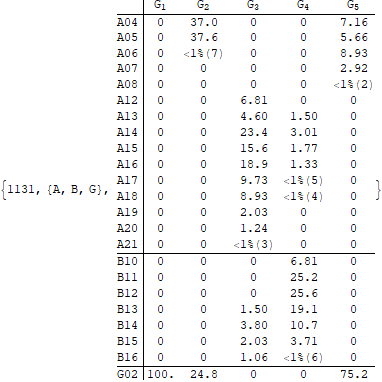 G1 G2 G3 G4 G5
A04 0 37.0 0 0 7.16
A05 0 37.6 0 0 5.66
A06 0 <1%(7) 0 0 8.93
A07 0 0 0 0 2.92
A08 0 0 0 0 <1%(2)
A12 0 0 6.81 0 0
A13 0 0 4.60 1.50 0
A14 0 0 23.4 3.01 0
A15 0 0 15.6 1.77 0
A16 0 0 18.9 1.33 0
A17 0 0 9.73 <1%(5) 0
{1131, {A, B, G}, A18 0 0 8.93 <1%(4) 0 }
A19 0 0 2.03 0 0
A20 0 0 1.24 0 0
A21 0 0 <1%(3) 0 0
B10 0 0 0 6.81 0
B11 0 0 0 25.2 0
B12 0 0 0 25.6 0
B13 0 0 1.50 19.1 0
B14 0 0 3.80 10.7 0
B15 0 0 2.03 3.71 0
B16 0 0 1.06 <1%(6) 0
G02 100. 24.8 0 0 75.2